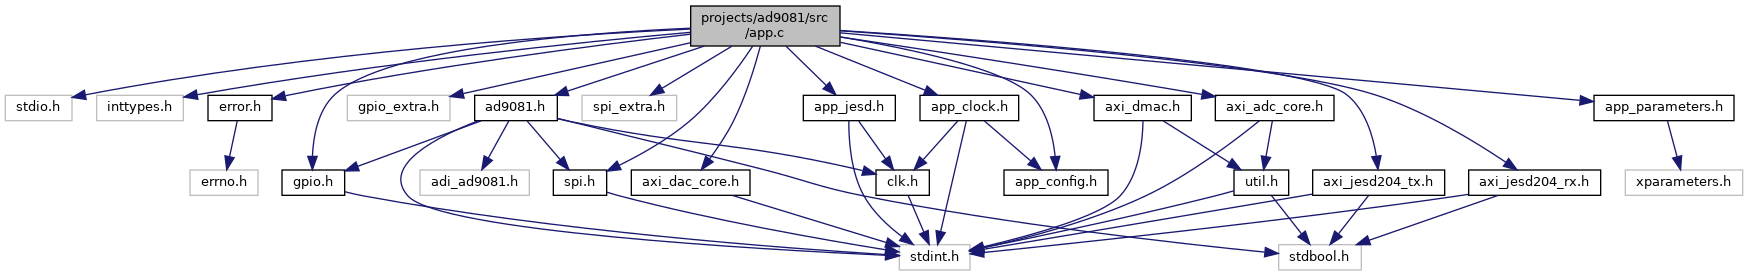 projects/ad9081/src
/app.c
stdio.h
inttypes.h
error.h
gpio_extra.h
ad9081.h
spi_extra.h
app_jesd.h
app_clock.h
axi_dmac.h
axi_adc_core.h
app_parameters.h
errno.h
gpio.h
adi_ad9081.h
spi.h
axi_dac_core.h
clk.h
app_config.h
util.h
axi_jesd204_tx.h
axi_jesd204_rx.h
xparameters.h
stdint.h
stdbool.h